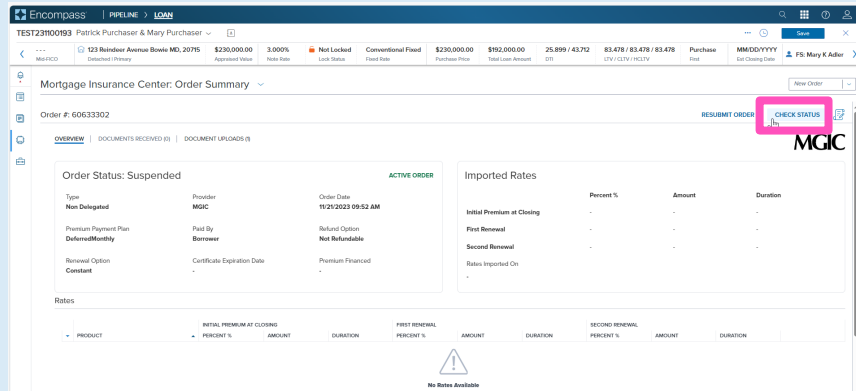 Encompass PIPELINE > LOAN
TEST231100193 Patrick Purchaser & Mary Purchaser Save
--- 123 Reindeer Avenue Bowie MD, 20715 $230,000.00 3.000% Not Locked Conventional Fixed $230,000.00 $192,000.00 25.899 / 43.712 83.478 / 83.478 / 83.478 Purchase MM/DD/YYYY FS: Mary K Adler
Mid-FICO Detached | Primary Appraised Value Note Rate Lock Status Fixed Rate Purchase Price Total Loan Amount DTI LTV / CLTV / HCLTV First Est Closing Date
Mortgage Insurance Center: Order Summary New Order
Order #: 60633302 RESUBMIT ORDER CHECK STATUS
OVERVIEW DOCUMENTS RECEIVED (0) DOCUMENT UPLOADS (1)
MGIC
Order Status: Suspended ACTIVE ORDER
Type Provider Order Date
Non Delegated MGIC 11/21/2023 09:52 AM
Premium Payment Plan Paid By Refund Option
DeferredMonthly Borrower Not Refundable
Renewal Option Certificate Expiration Date Premium Financed
Constant - -
Imported Rates
Percent % Amount Duration
Initial Premium at Closing - - -
First Renewal - - -
Second Renewal - - -
Rates Imported On
-
Rates
INITIAL PREMIUM AT CLOSING FIRST RENEWAL SECOND RENEWAL
PRODUCT PERCENT % AMOUNT DURATION PERCENT % AMOUNT DURATION PERCENT % AMOUNT DURATION
No Rates Available